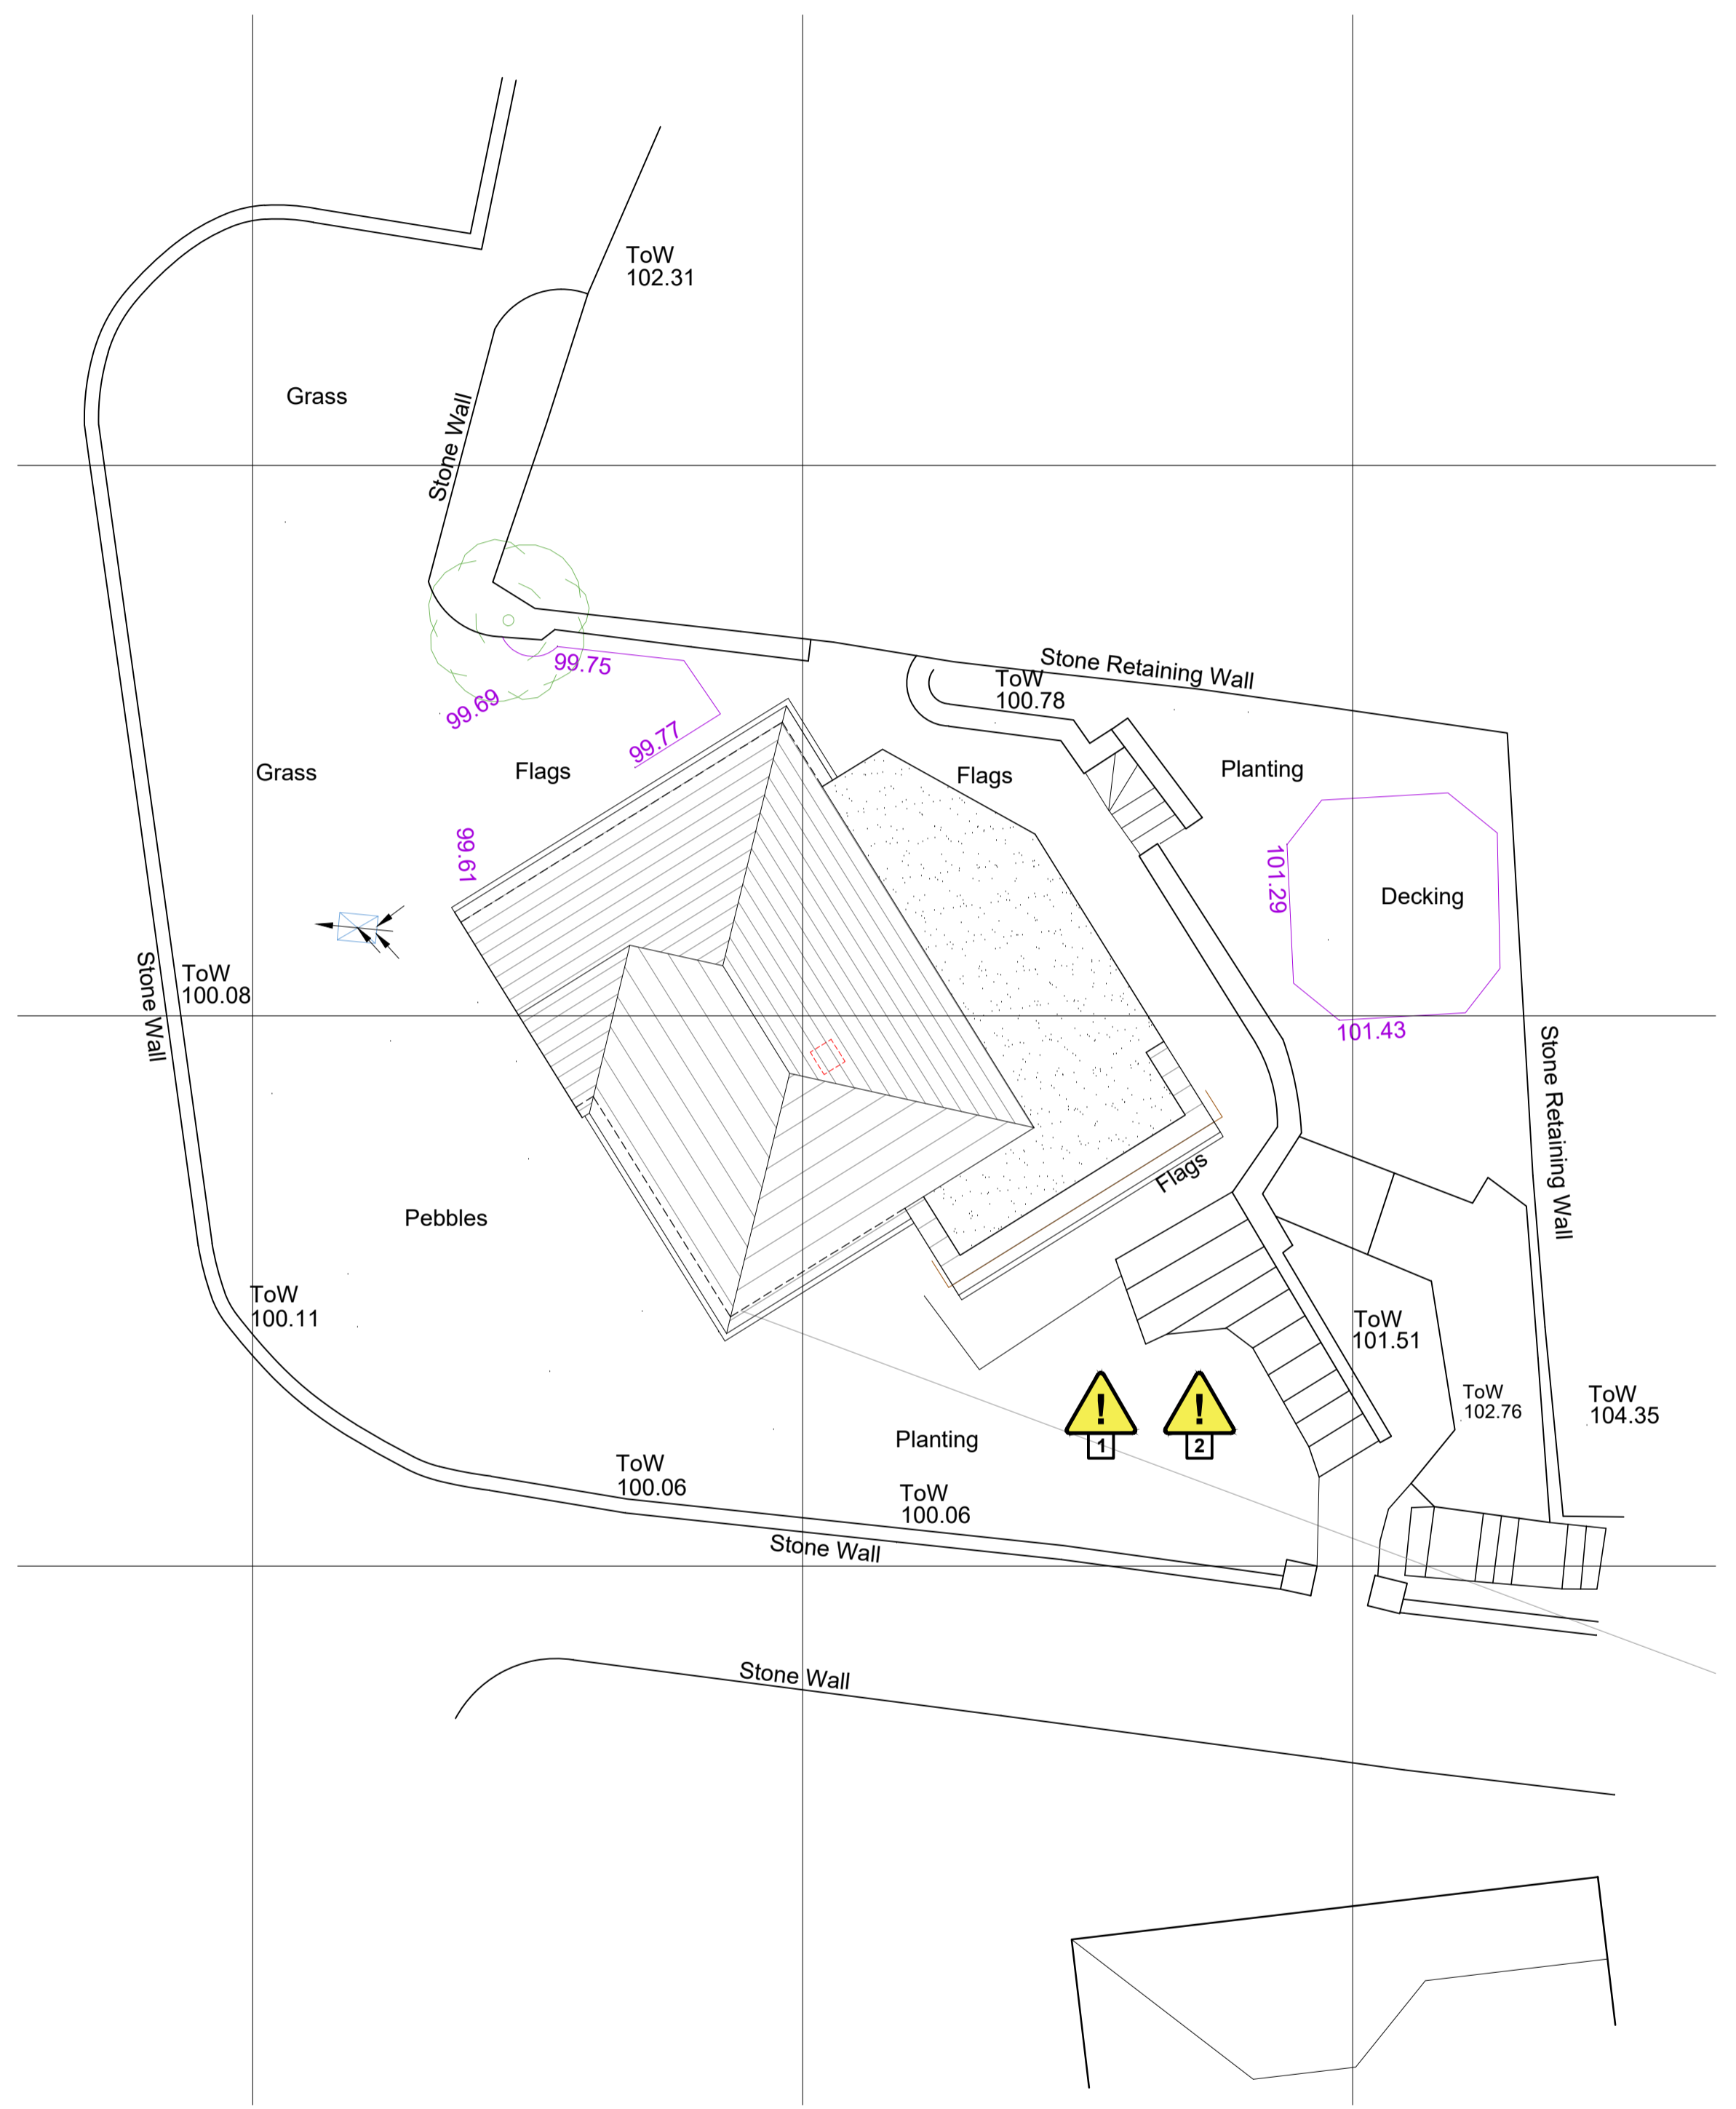 ToW
102.31
Grass
Stone Wall
Stone Retaining Wall
99.75
ToW
100.78
99.69
99.77
Grass
Flags
Flags
Planting
99.61
101.29
Decking
Stone Wall
ToW
100.08
101.43
Stone Retaining Wall
Flags
Pebbles
ToW
100.11
ToW
101.51
ToW
102.76
ToW
104.35
!
1
!
2
Planting
ToW
100.06
ToW
100.06
Stone Wall
Stone Wall